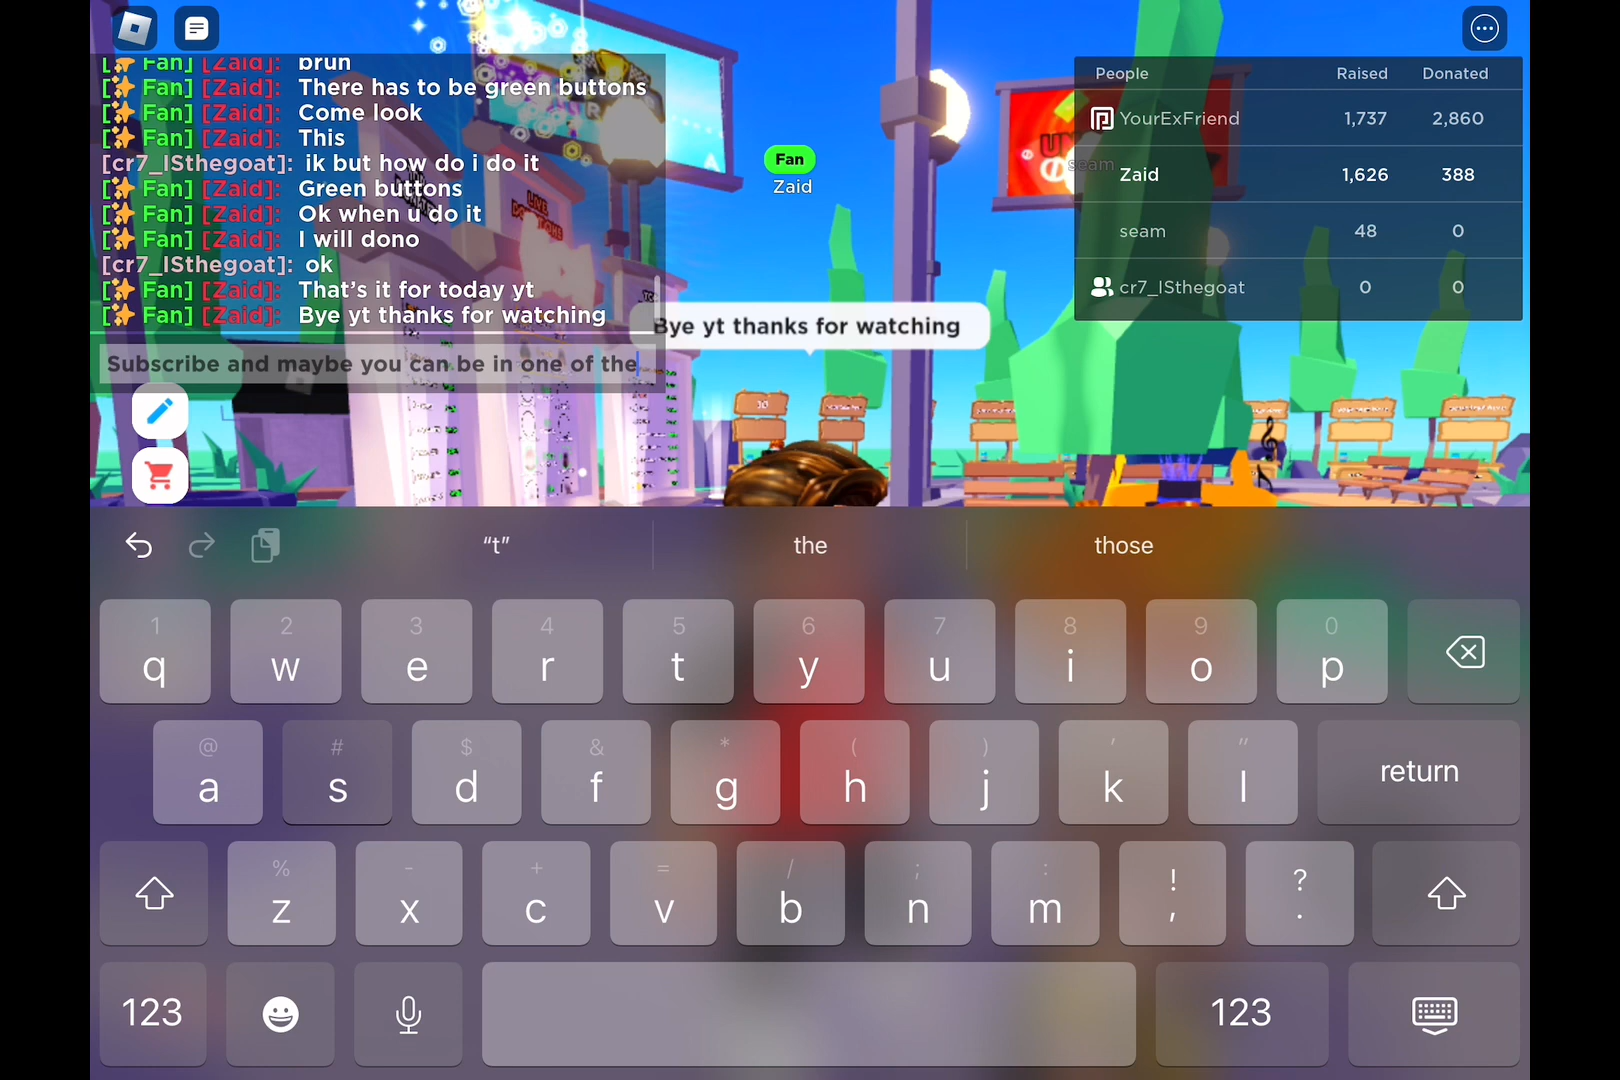 [✨ Fan] [Zaid]: brun
[✨ Fan] [Zaid]: There has to be green buttons
[✨ Fan] [Zaid]: Come look
[✨ Fan] [Zaid]: This
[cr7_ISthegoat]: ik but how do i do it
[✨ Fan] [Zaid]: Green buttons
[✨ Fan] [Zaid]: Ok when u do it
[✨ Fan] [Zaid]: I will dono
[cr7_ISthegoat]: ok
[✨ Fan] [Zaid]: That’s it for today yt
[✨ Fan] [Zaid]: Bye yt thanks for watching
Subscribe and maybe you can be in one of the
Fan
Zaid
Bye yt thanks for watching
LIVE
seam
People Raised Donated
YourExFriend 1,737 2,860
Zaid 1,626 388
seam 48 0
cr7_ISthegoat 0 0
“t” the those
1 2 3 4 5 6 7 8 9 0
q w e r t y u i o p
@ # $ & * ( ) ' "
a s d f g h j k l return
% - + = / ; : ! ?
z x c v b n m , .
123 123